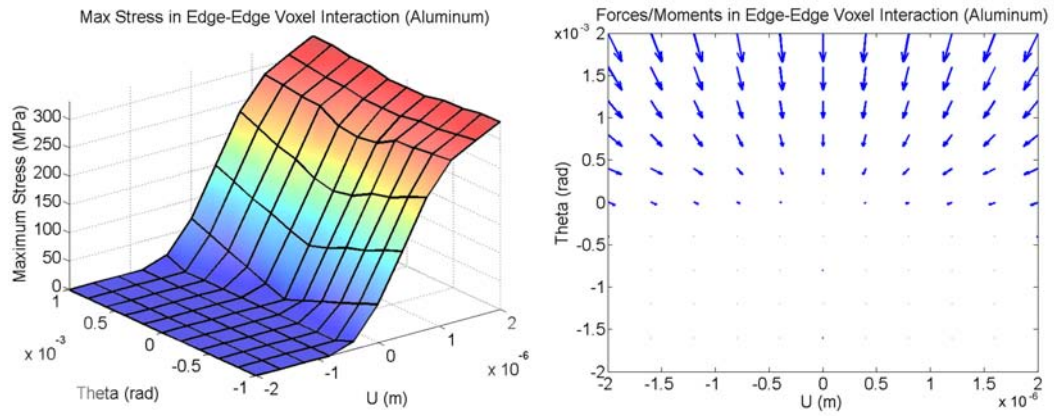 Max Stress in Edge-Edge Voxel Interaction (Aluminum)
Maximum Stress (MPa)
300
250
200
150
100
50
0
1
0.5
0
-0.5
-1
x 10⁻³
Theta (rad)
-2
-1
0
1
2
x 10⁻⁶
U (m)
Forces/Moments in Edge-Edge Voxel Interaction (Aluminum)
x10⁻³
2
1.5
1
0.5
0
-0.5
-1
-1.5
-2
Theta (rad)
-2 -1.5 -1 -0.5 0 0.5 1 1.5 2
U (m)
x 10⁻⁶